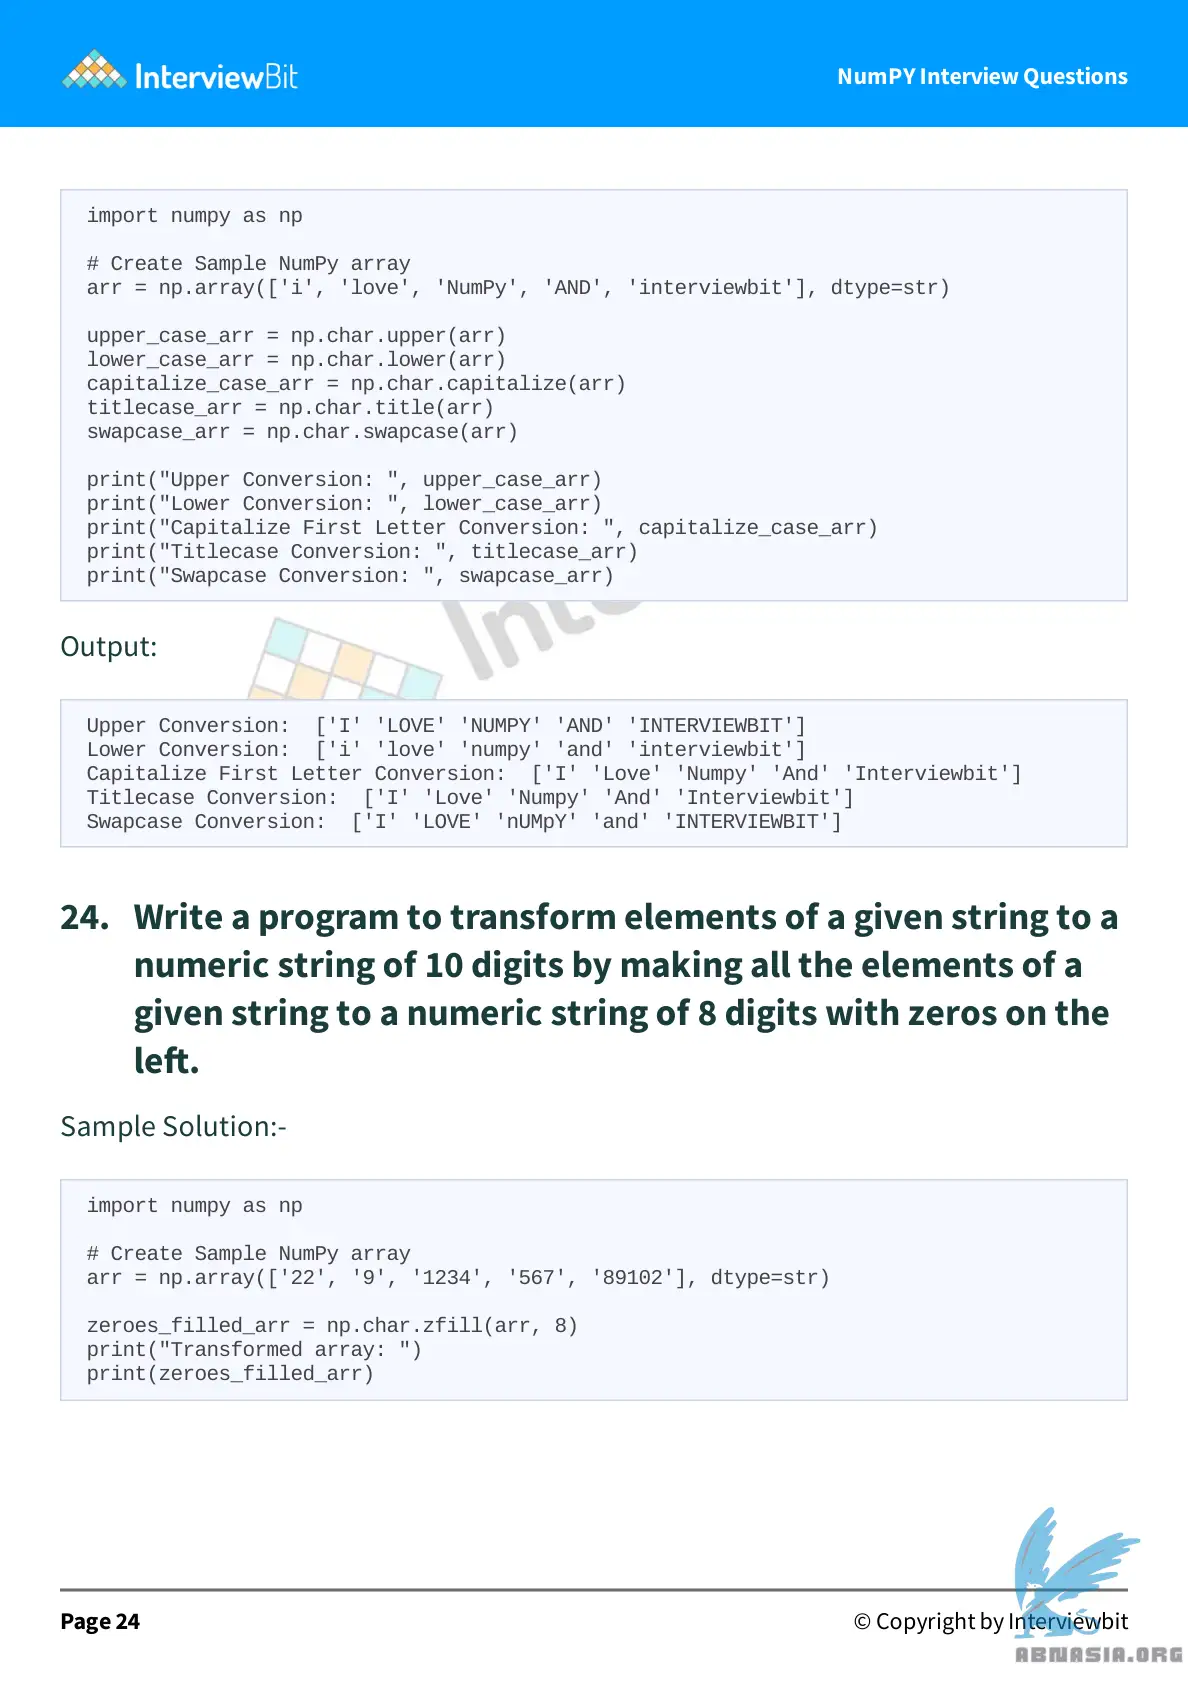 InterviewBit
NumPY Interview Questions
import numpy as np
# Create Sample NumPy array
arr = np.array(['i', 'love', 'NumPy', 'AND', 'interviewbit'], dtype=str)
upper_case_arr = np.char.upper(arr)
lower_case_arr = np.char.lower(arr)
capitalize_case_arr = np.char.capitalize(arr)
titlecase_arr = np.char.title(arr)
swapcase_arr = np.char.swapcase(arr)
print("Upper Conversion: ", upper_case_arr)
print("Lower Conversion: ", lower_case_arr)
print("Capitalize First Letter Conversion: ", capitalize_case_arr)
print("Titlecase Conversion: ", titlecase_arr)
print("Swapcase Conversion: ", swapcase_arr)
Output:
Upper Conversion:  ['I' 'LOVE' 'NUMPY' 'AND' 'INTERVIEWBIT']
Lower Conversion:  ['i' 'love' 'numpy' 'and' 'interviewbit']
Capitalize First Letter Conversion:  ['I' 'Love' 'Numpy' 'And' 'Interviewbit']
Titlecase Conversion:  ['I' 'Love' 'Numpy' 'And' 'Interviewbit']
Swapcase Conversion:  ['I' 'LOVE' 'nUMpY' 'and' 'INTERVIEWBIT']
24. Write a program to transform elements of a given string to a
numeric string of 10 digits by making all the elements of a
given string to a numeric string of 8 digits with zeros on the
left.
Sample Solution:-
import numpy as np
# Create Sample NumPy array
arr = np.array(['22', '9', '1234', '567', '89102'], dtype=str)
zeroes_filled_arr = np.char.zfill(arr, 8)
print("Transformed array: ")
print(zeroes_filled_arr)
Page 24
© Copyright by Interviewbit
ABNASIA.ORG